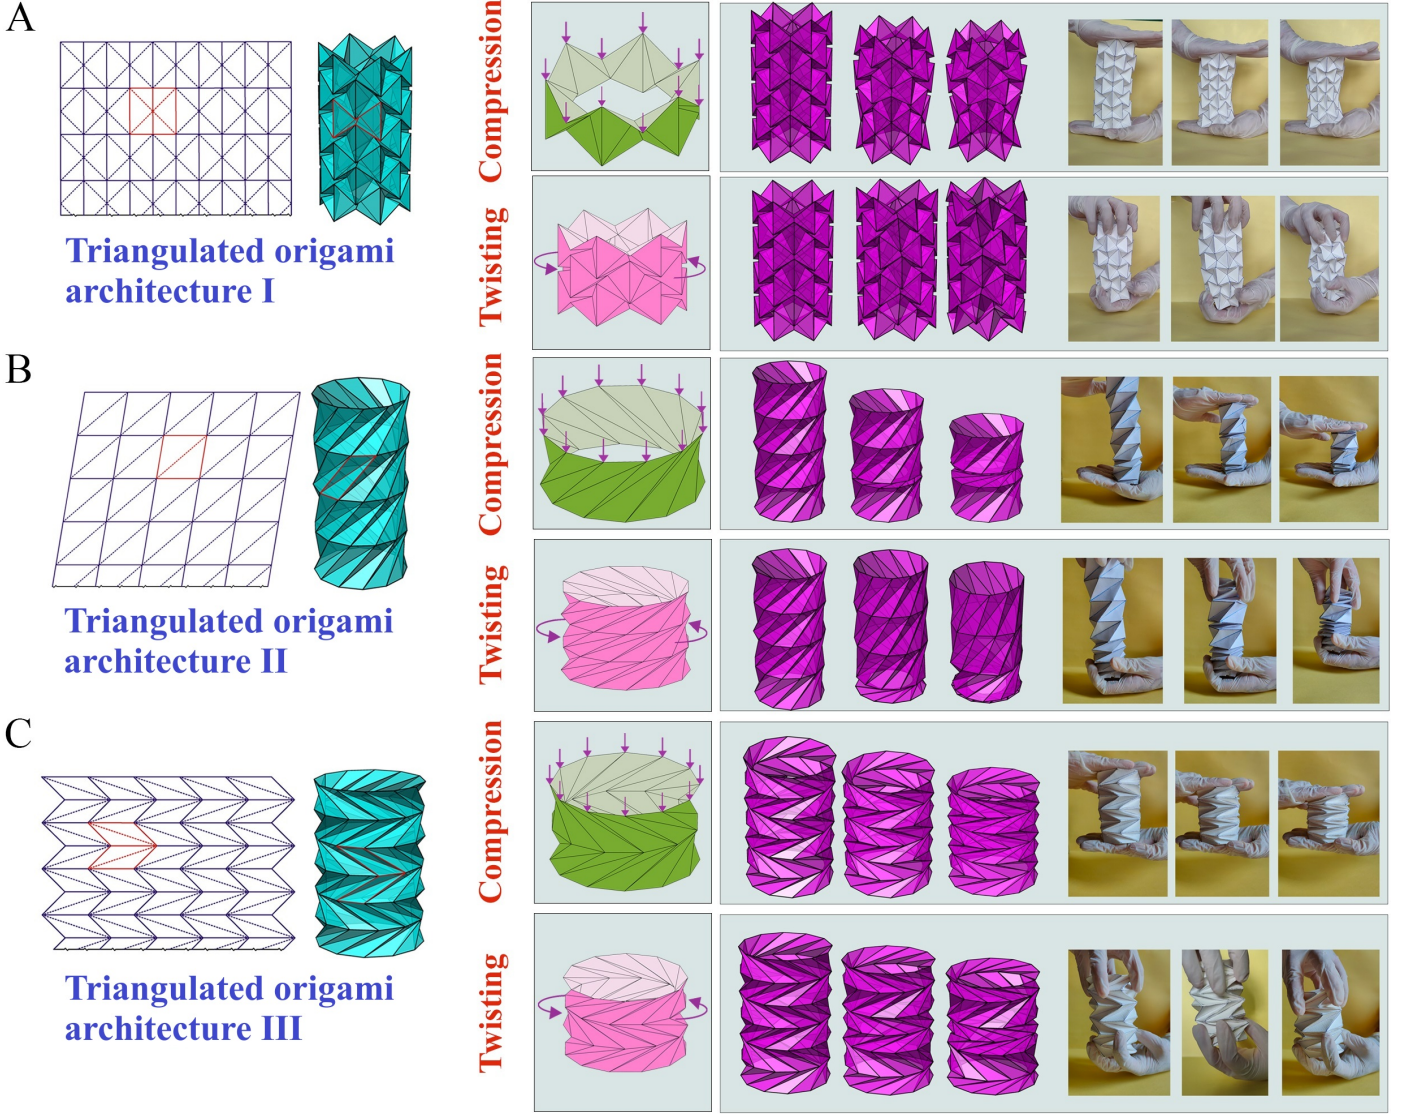 A
Triangulated origami
architecture I
Compression
Twisting
B
Triangulated origami
architecture II
Compression
Twisting
C
Triangulated origami
architecture III
Compression
Twisting